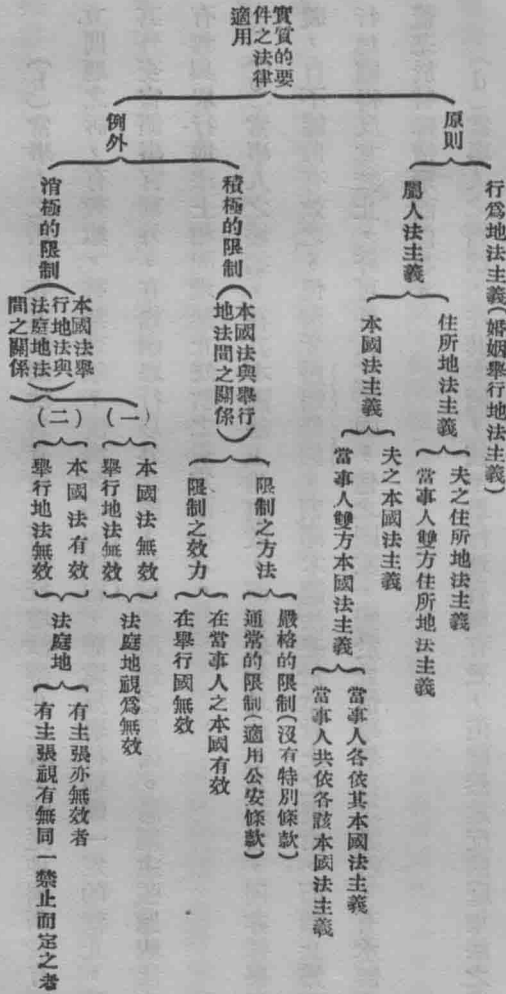 實質的要
件之法律
適用
原則
行爲地法主義(婚姻舉行地法主義)
屬人法主義
住所地法主義
夫之住所地法主義
當事人雙方住所地法主義
本國法主義
夫之本國法主義
當事人雙方本國法主義
當事人各依其本國法主義
當事人共依各該本國法主義
例外
積極的限制
(本國法與舉行
地法間之關係)
限制之方法
嚴格的限制(沒有特別條款)
通常的限制(適用公安條款)
限制之效力
在當事人之本國有效
在舉行國無效
消極的限制
(本國法舉
行地法與
法庭地法
間之關係)
(一)
本國法無效
舉行地法無效
法庭地視爲無效
(二)
本國法有效
舉行地法無效
法庭地
有主張亦無效者
有主張視有無同一禁止而定之者